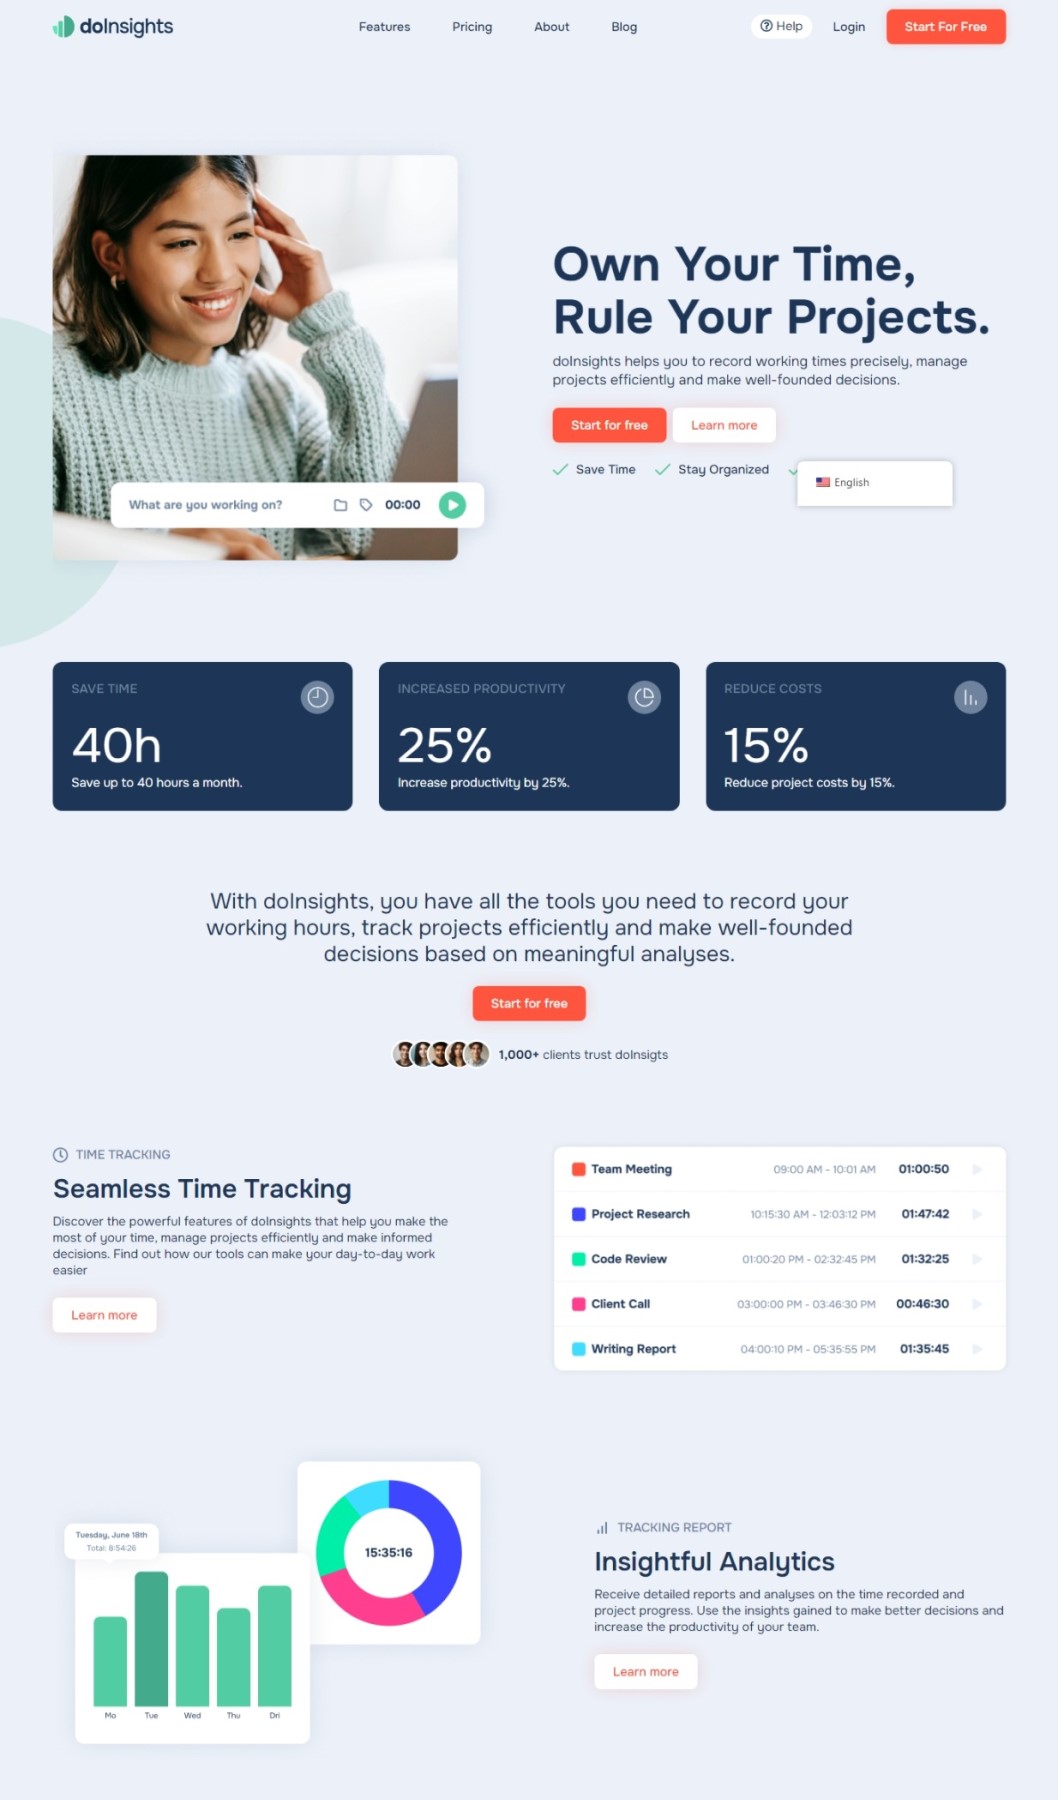 doInsights
Features
Pricing
About
Blog
Help
Login
Start For Free
Own Your Time,
Rule Your Projects.
doInsights helps you to record working times precisely, manage
projects efficiently and make well-founded decisions.
Start for free
Learn more
Save Time
Stay Organized
English
What are you working on?
00:00
SAVE TIME
40h
Save up to 40 hours a month.
INCREASED PRODUCTIVITY
25%
Increase productivity by 25%.
REDUCE COSTS
15%
Reduce project costs by 15%.
With doInsights, you have all the tools you need to record your
working hours, track projects efficiently and make well-founded
decisions based on meaningful analyses.
Start for free
1,000+ clients trust doInsigts
TIME TRACKING
Seamless Time Tracking
Discover the powerful features of doInsights that help you make the
most of your time, manage projects efficiently and make informed
decisions. Find out how our tools can make your day-to-day work
easier
Learn more
Team Meeting 09:00 AM - 10:01 AM 01:00:50
Project Research 10:15:30 AM - 12:03:12 PM 01:47:42
Code Review 01:00:20 PM - 02:32:45 PM 01:32:25
Client Call 03:00:00 PM - 03:46:30 PM 00:46:30
Writing Report 04:00:10 PM - 05:35:55 PM 01:35:45
Tuesday, June 18th
Total: 8:54:26
Mo Tue Wed Thu Dri
15:35:16
TRACKING REPORT
Insightful Analytics
Receive detailed reports and analyses on the time recorded and
project progress. Use the insights gained to make better decisions and
increase the productivity of your team.
Learn more